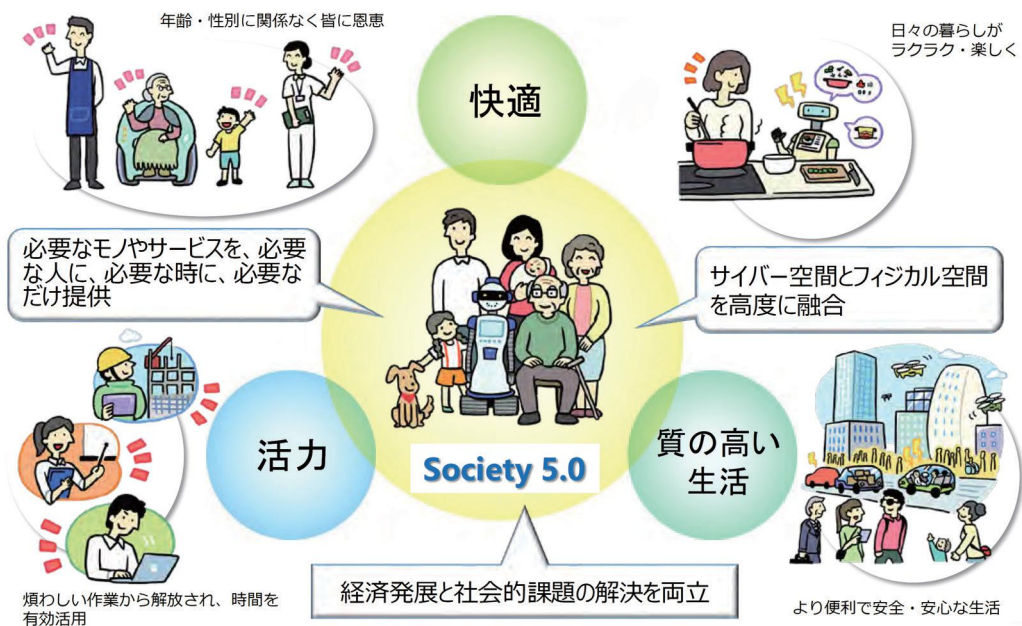 年齢・性別に関係なく皆に恩恵
日々の暮らしが
ラクラク・楽しく
快適
必要なモノやサービスを、必要
な人に、必要な時に、必要な
だけ提供
サイバー空間とフィジカル空間
を高度に融合
活力
質の高い
生活
Society 5.0
経済発展と社会的課題の解決を両立
煩わしい作業から解放され、時間を
有効活用
より便利で安全・安心な生活